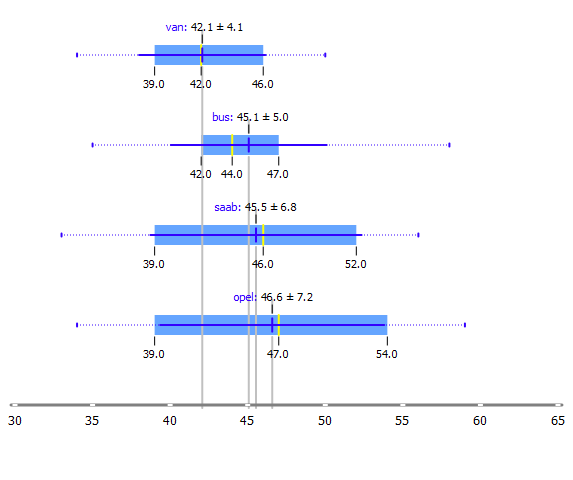 van: 42.1 ± 4.1
39.0 42.0 46.0
bus: 45.1 ± 5.0
42.0 44.0 47.0
saab: 45.5 ± 6.8
39.0 46.0 52.0
opel: 46.6 ± 7.2
39.0 47.0 54.0
30 35 40 45 50 55 60 65